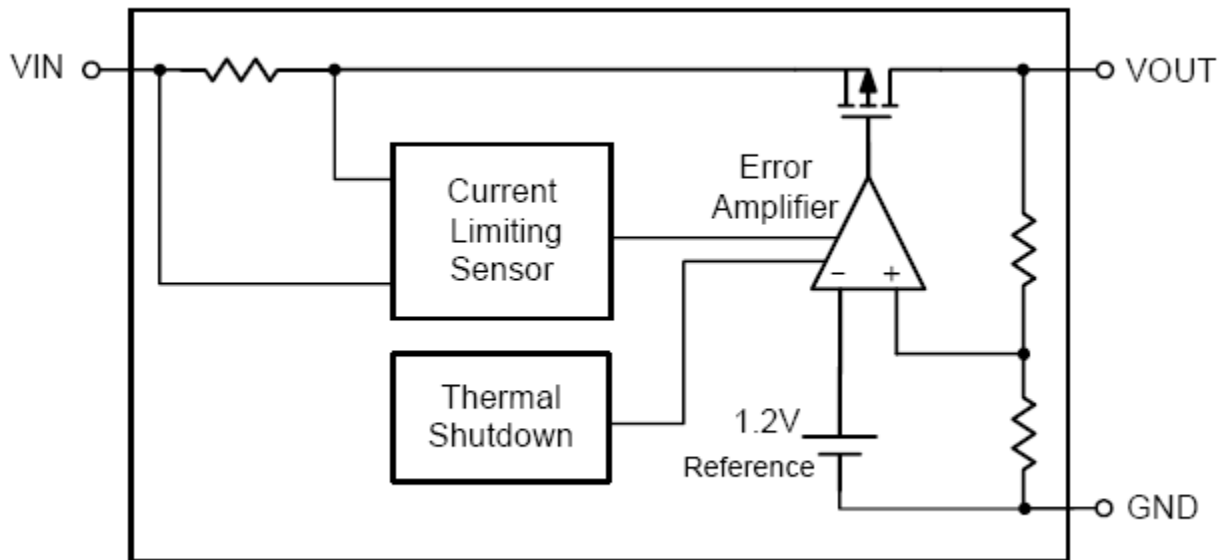 VIN
VOUT
Error
Amplifier
Current
Limiting
Sensor
- +
Thermal
Shutdown
1.2V
Reference
GND